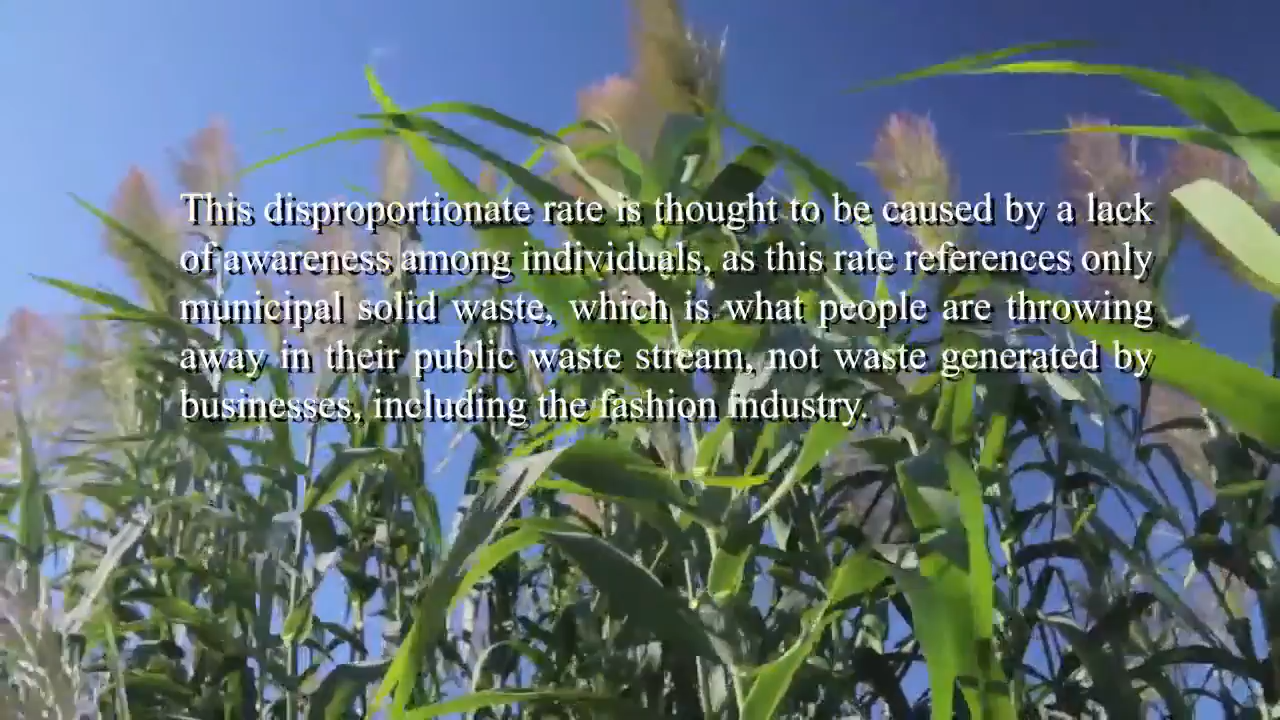 This disproportionate rate is thought to be caused by a lack
of awareness among individuals, as this rate references only
municipal solid waste, which is what people are throwing
away in their public waste stream, not waste generated by
businesses, including the fashion industry.